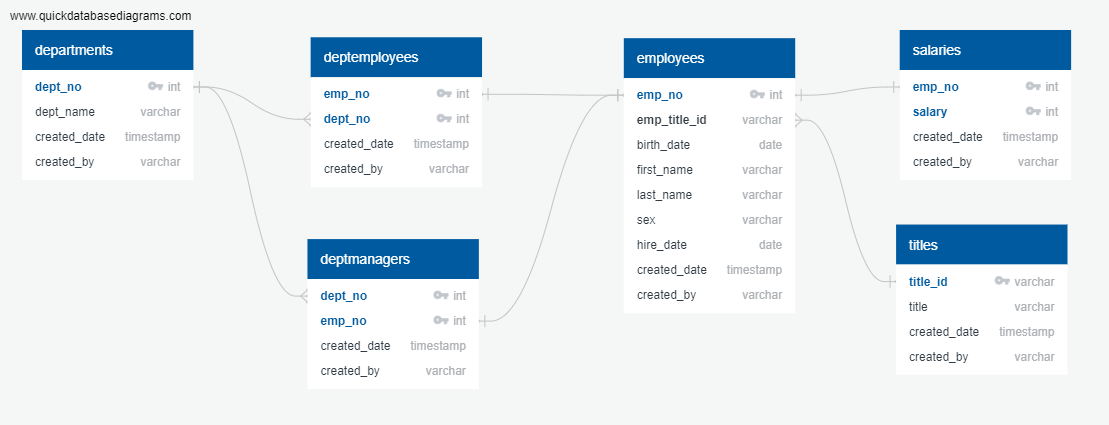 www.quickdatabasediagrams.com
departments
dept_no int
dept_name varchar
created_date timestamp
created_by varchar
deptemployees
emp_no int
dept_no int
created_date timestamp
created_by varchar
deptmanagers
dept_no int
emp_no int
created_date timestamp
created_by varchar
employees
emp_no int
emp_title_id varchar
birth_date date
first_name varchar
last_name varchar
sex varchar
hire_date date
created_date timestamp
created_by varchar
salaries
emp_no int
salary int
created_date timestamp
created_by varchar
titles
title_id varchar
title varchar
created_date timestamp
created_by varchar